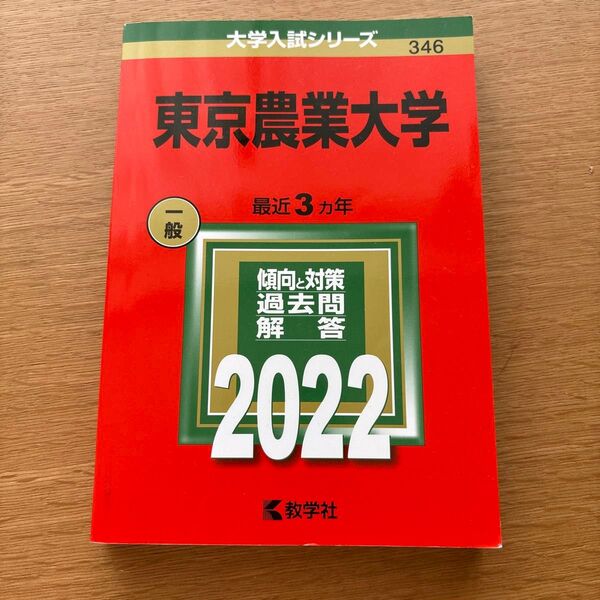 大学入試シリーズ
346
東京農業大学
最近3カ年
一般
傾向と対策
過去問
解答
2022
教学社